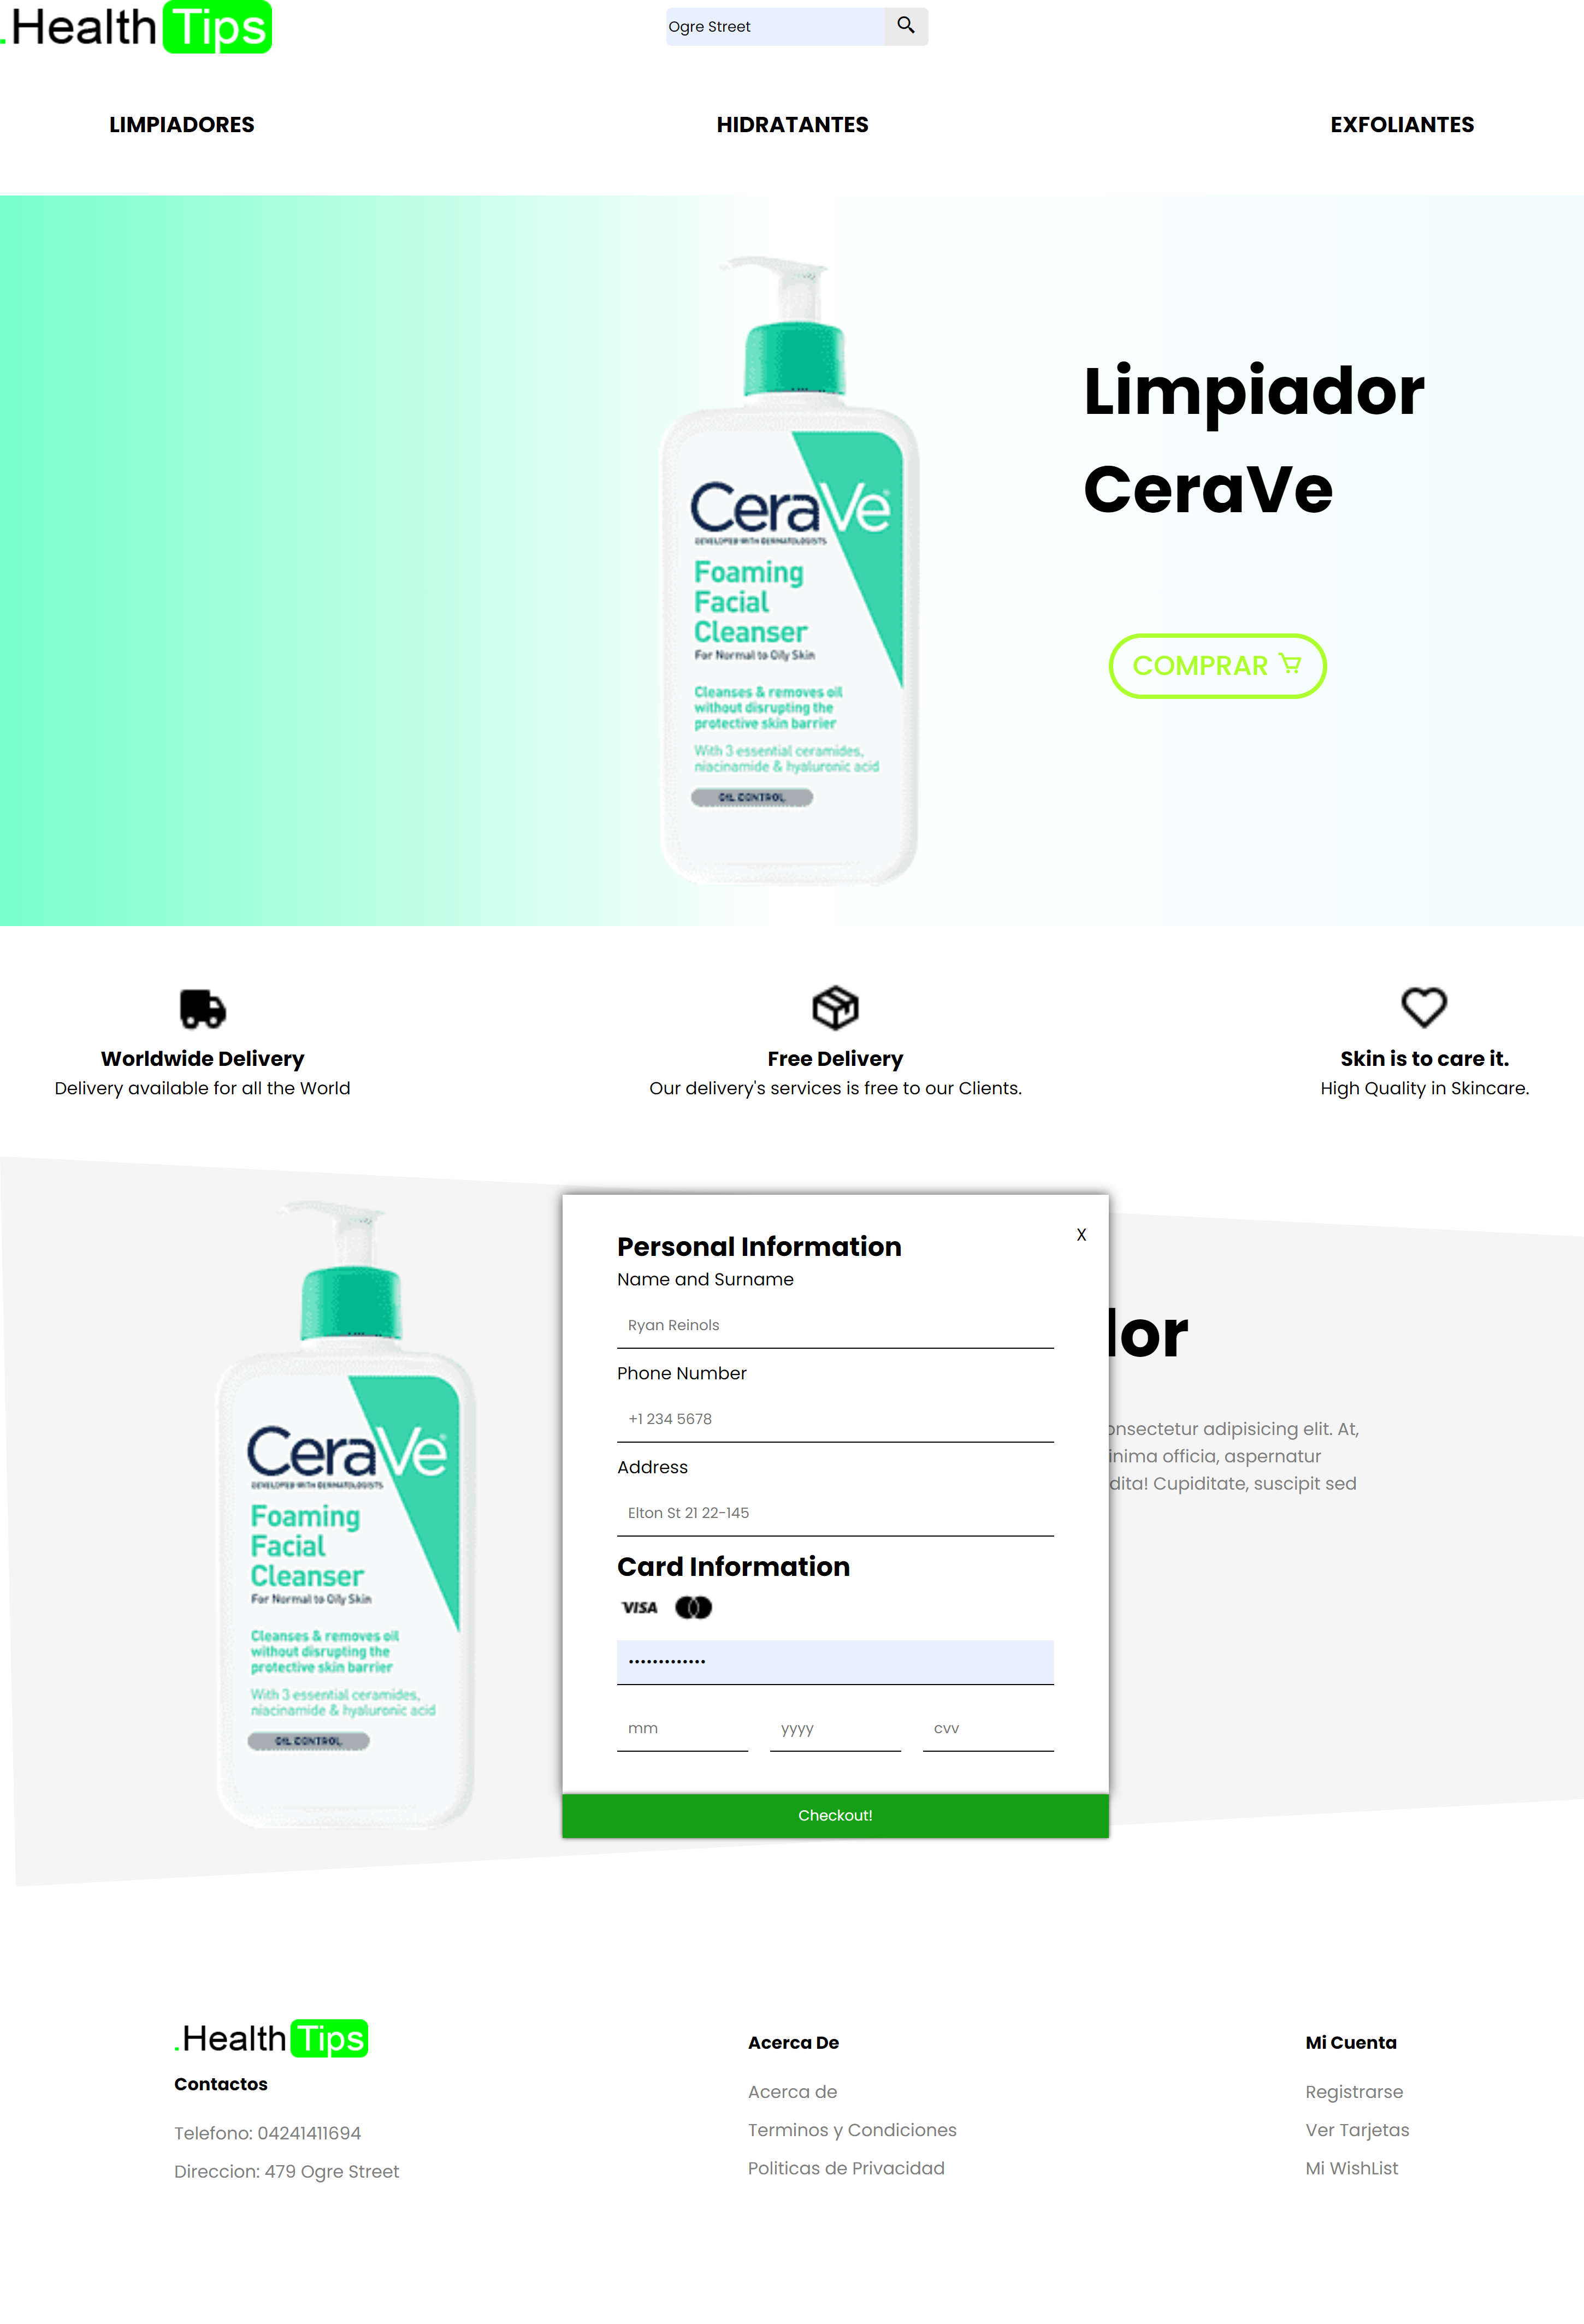 .Health Tips
Ogre Street
LIMPIADORES
HIDRATANTES
EXFOLIANTES
CeraVe
DEVELOPED WITH DERMATOLOGISTS
Foaming
Facial
Cleanser
For Normal to Oily Skin
Cleanses & removes oil
without disrupting the
protective skin barrier
With 3 essential ceramides,
niacinamide & hyaluronic acid
OIL CONTROL
Limpiador
CeraVe
COMPRAR
Worldwide Delivery
Delivery available for all the World
Free Delivery
Our delivery's services is free to our Clients.
Skin is to care it.
High Quality in Skincare.
CeraVe
DEVELOPED WITH DERMATOLOGISTS
Foaming
Facial
Cleanser
For Normal to Oily Skin
Cleanses & removes oil
without disrupting the
protective skin barrier
With 3 essential ceramides,
niacinamide & hyaluronic acid
OIL CONTROL
X
Personal Information
Name and Surname
Ryan Reinols
Phone Number
+1 234 5678
Address
Elton St 21 22-145
Card Information
VISA
•••••••••••••
mm yyyy cvv
Checkout!
dor
onsectetur adipisicing elit. At,
inima officia, aspernatur
dita! Cupiditate, suscipit sed
.Health Tips
Contactos
Telefono: 04241411694
Direccion: 479 Ogre Street
Acerca De
Acerca de
Terminos y Condiciones
Politicas de Privacidad
Mi Cuenta
Registrarse
Ver Tarjetas
Mi WishList